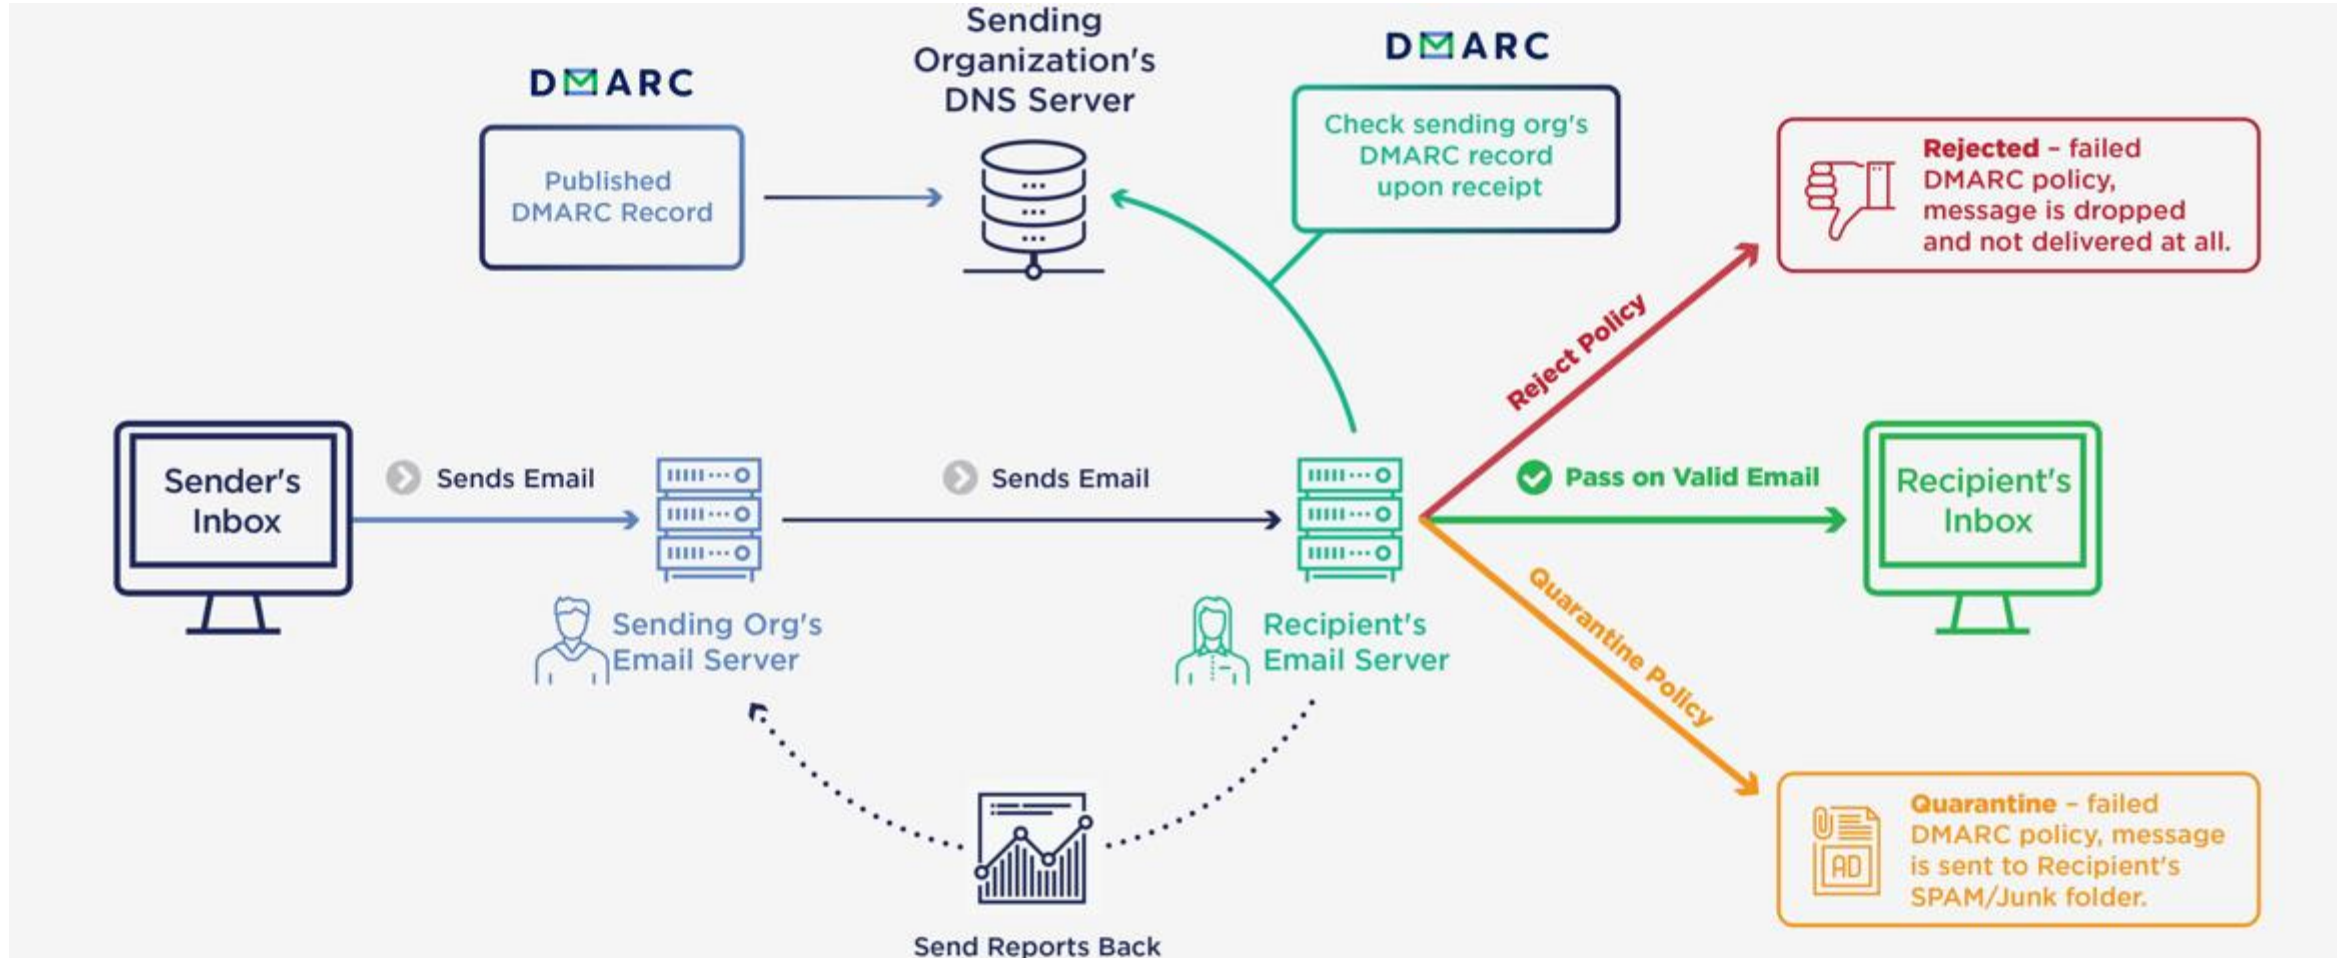 Sending
Organization's
DNS Server
DMARC
DMARC
Published
DMARC Record
Check sending org's
DMARC record
upon receipt
Rejected – failed
DMARC policy,
message is dropped
and not delivered at all.
Reject Policy
Sender's
Inbox
Sends Email
Sends Email
Pass on Valid Email
Recipient's
Inbox
Sending Org's
Email Server
Recipient's
Email Server
Quarantine Policy
Quarantine – failed
DMARC policy, message
is sent to Recipient's
SPAM/Junk folder.
AD
Send Reports Back